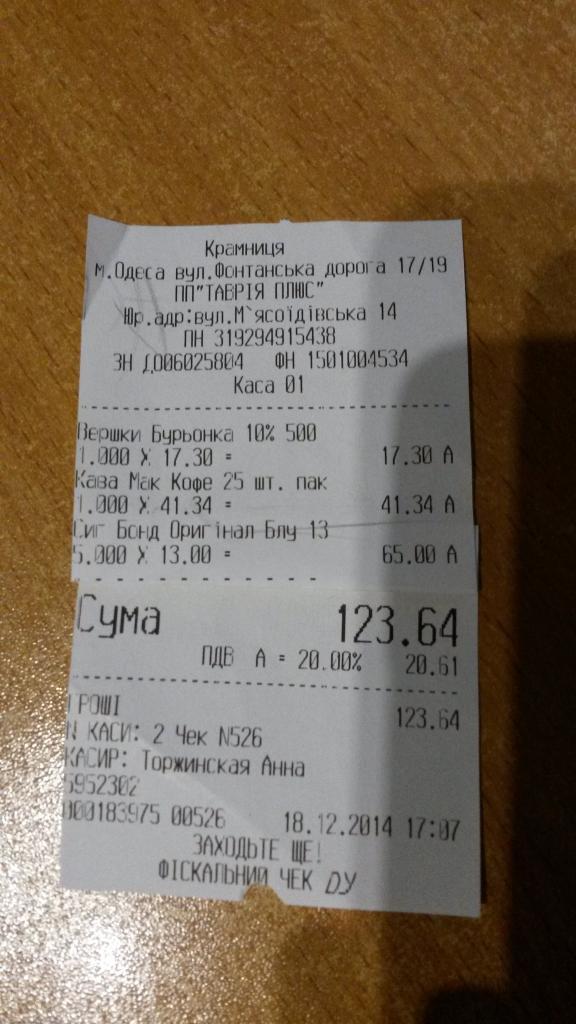 Крамниця
м.Одеса вул.Фонтанська дорога 17/19
ПП"ТАВРІЯ ПЛЮС"
Юр.адр:вул.М`ясоїдівська 14
ПН 319294915438
ЗН ДО06025804 ФН 1501004534
Каса 01
Вершки Бурьонка 10% 500
1.000 X 17.30 = 17.30 А
Кава Мак Кофе 25 шт. пак
1.000 X 41.34 = 41.34 А
Сиг Бонд Оригінал Блу 13
5.000 X 13.00 = 65.00 А
Сума 123.64
ПДВ А = 20.00% 20.61
ГРОШІ 123.64
N КАСИ: 2 Чек N526
КАСИР: Торжинская Анна
5952302
000183975 00526 18.12.2014 17:07
ЗАХОДЬТЕ ЩЕ!
ФІСКАЛЬНИЙ ЧЕК